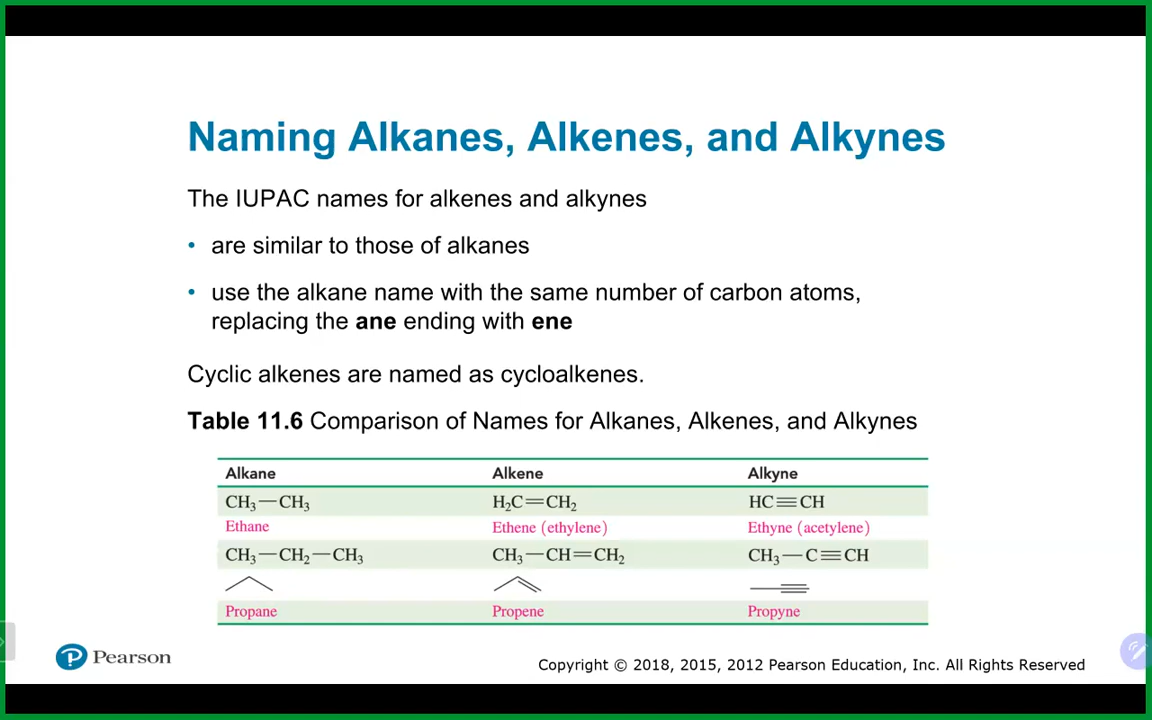 Naming Alkanes, Alkenes, and Alkynes
The IUPAC names for alkenes and alkynes
• are similar to those of alkanes
• use the alkane name with the same number of carbon atoms,
replacing the ane ending with ene
Cyclic alkenes are named as cycloalkenes.
Table 11.6 Comparison of Names for Alkanes, Alkenes, and Alkynes
Alkane Alkene Alkyne
CH₃—CH₃ H₂C=CH₂ HC≡CH
Ethane Ethene (ethylene) Ethyne (acetylene)
CH₃—CH₂—CH₃ CH₃—CH=CH₂ CH₃—C≡CH
Propane Propene Propyne
P Pearson
Copyright © 2018, 2015, 2012 Pearson Education, Inc. All Rights Reserved